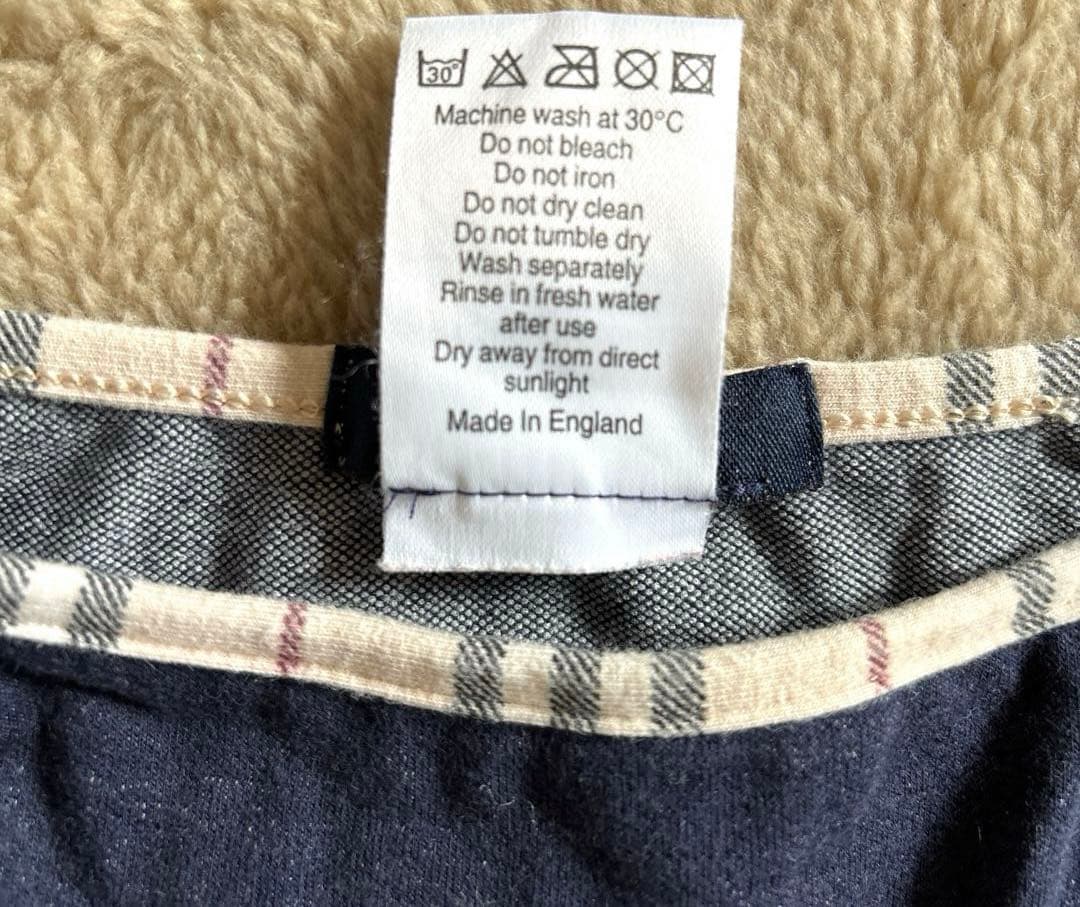 30°
Machine wash at 30°C
Do not bleach
Do not iron
Do not dry clean
Do not tumble dry
Wash separately
Rinse in fresh water
after use
Dry away from direct
sunlight
Made In England